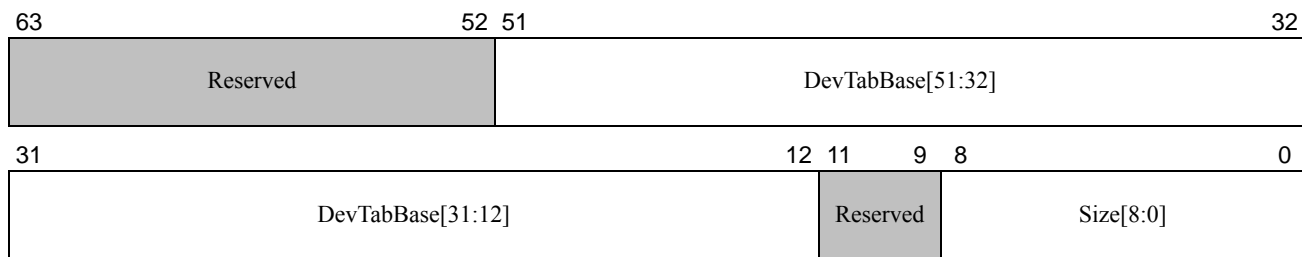 63 52 51 32
Reserved DevTabBase[51:32]
31 12 11 9 8 0
DevTabBase[31:12] Reserved Size[8:0]